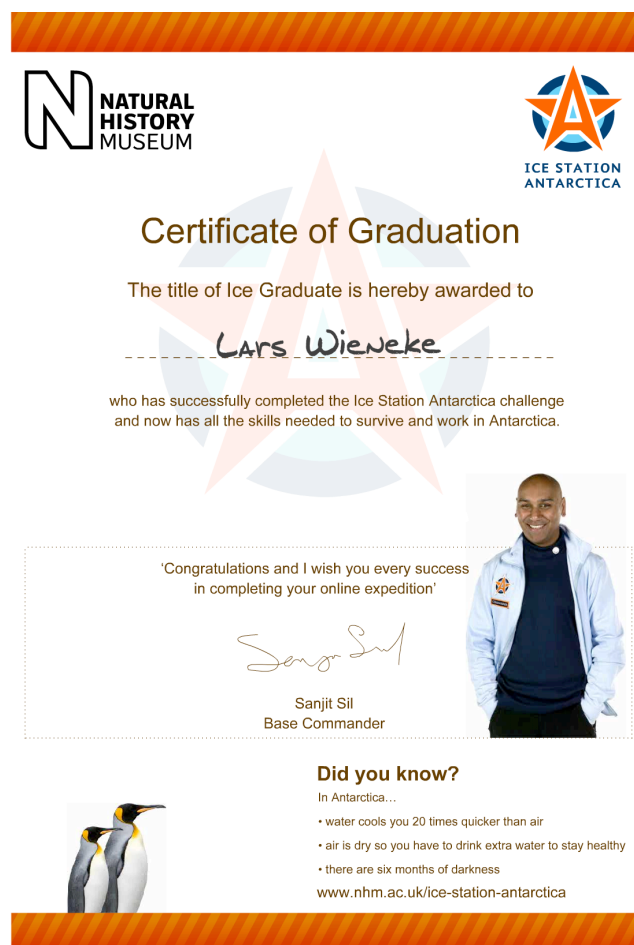 NATURAL
HISTORY
MUSEUM
ICE STATION
ANTARCTICA
Certificate of Graduation
The title of Ice Graduate is hereby awarded to
Lars Wieneke
who has successfully completed the Ice Station Antarctica challenge
and now has all the skills needed to survive and work in Antarctica.
‘Congratulations and I wish you every success
in completing your online expedition’
Sanjit Sil
Base Commander
Did you know?
In Antarctica…
• water cools you 20 times quicker than air
• air is dry so you have to drink extra water to stay healthy
• there are six months of darkness
www.nhm.ac.uk/ice-station-antarctica